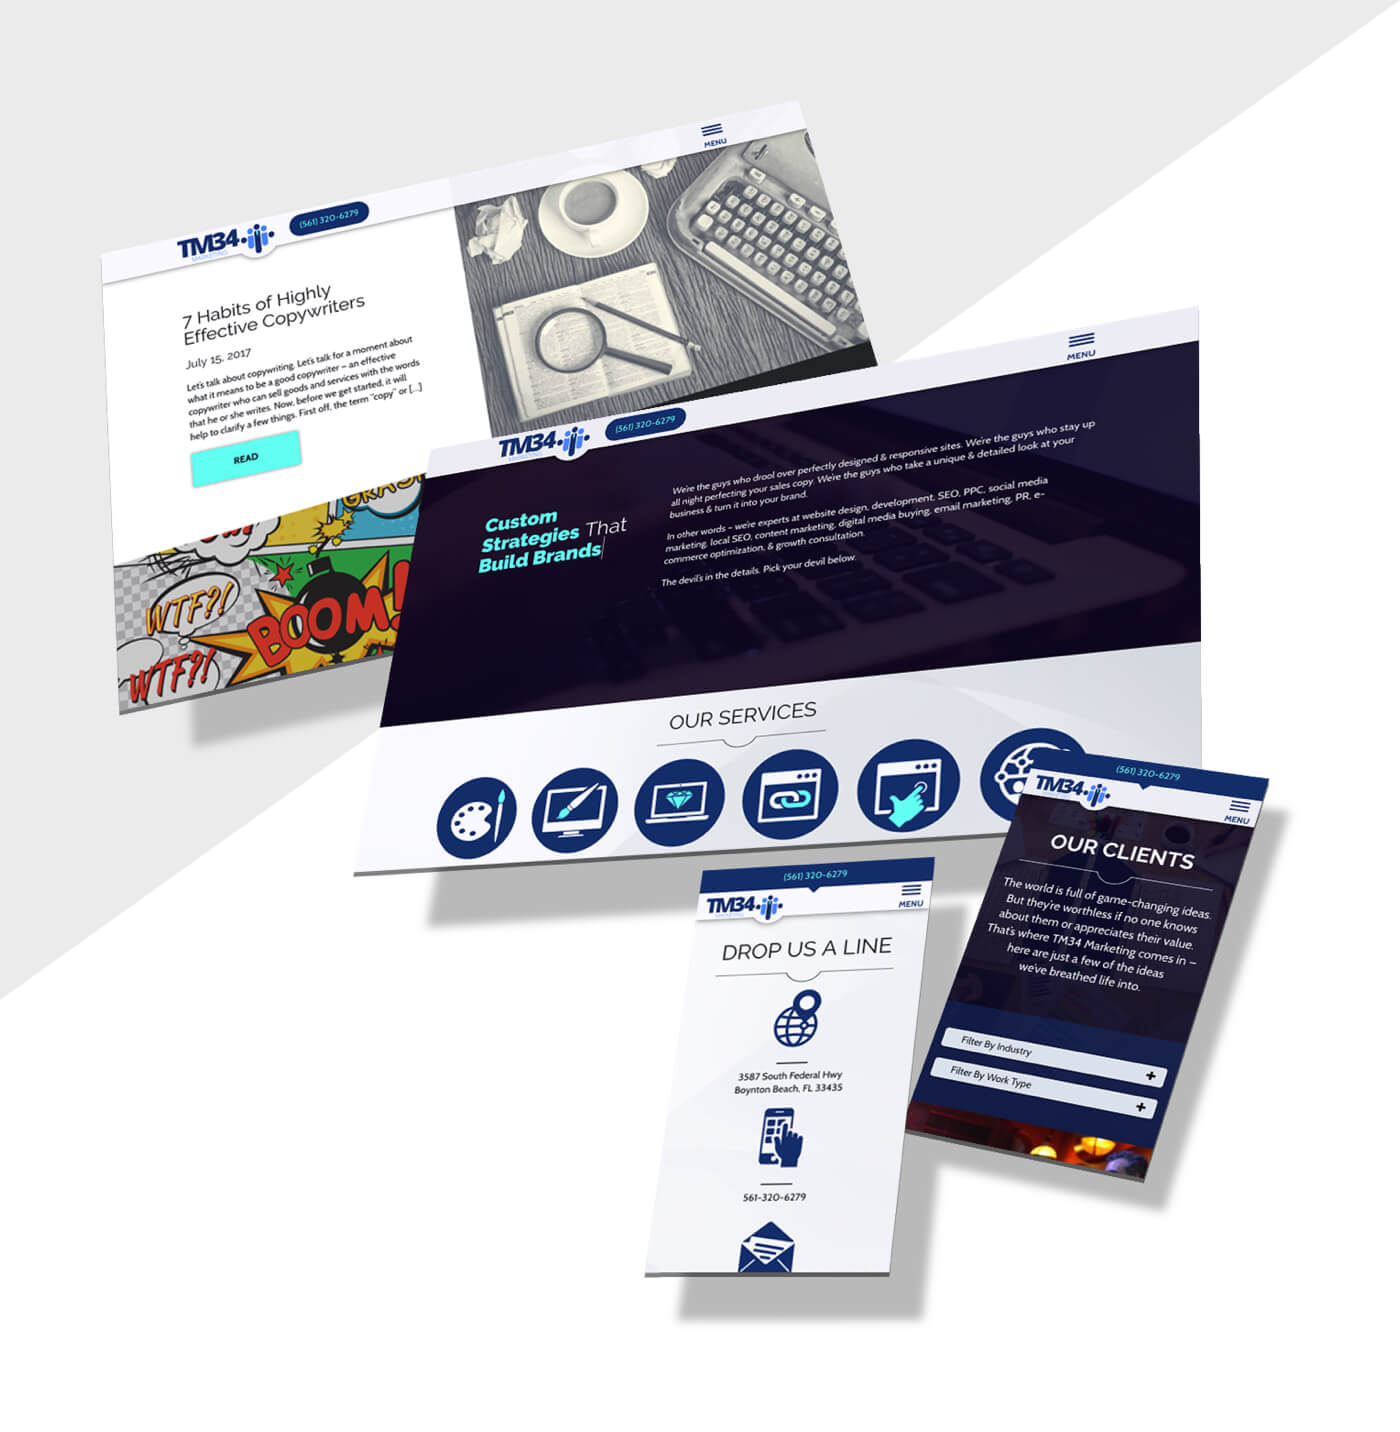 MENU
TM34
MARKETING
(561) 320-6279
7 Habits of Highly
Effective Copywriters
July 15, 2017
Let's talk about copywriting. Let's talk for a moment about
what it means to be a good copywriter – an effective
copywriter who can sell goods and services with the words
that he or she writes. Now, before we get started, it will
help to clarify a few things. First off, the term "copy" or [...]
READ
WTF?!
BOOM!
WTF?!
MENU
TM34
MARKETING
(561) 320-6279
Custom
Strategies That
Build Brands
We're the guys who drool over perfectly designed & responsive sites. We're the guys who stay up
all night perfecting your sales copy. We're the guys who take a unique & detailed look at your
business & turn it into your brand.
In other words – we're experts at website design, development, SEO, PPC, social media
marketing, local SEO, content marketing, digital media buying, email marketing, PR, e-
commerce optimization, & growth consultation.
The devil's in the details. Pick your devil below.
OUR SERVICES
(561) 320-6279
TM34
MENU
OUR CLIENTS
The world is full of game-changing ideas.
But they're worthless if no one knows
about them or appreciates their value.
That's where TM34 Marketing comes in –
here are just a few of the ideas
we've breathed life into.
Filter By Industry +
Filter By Work Type +
(561) 320-6279
TM34
MARKETING
MENU
DROP US A LINE
3587 South Federal Hwy
Boynton Beach, FL 33435
561-320-6279